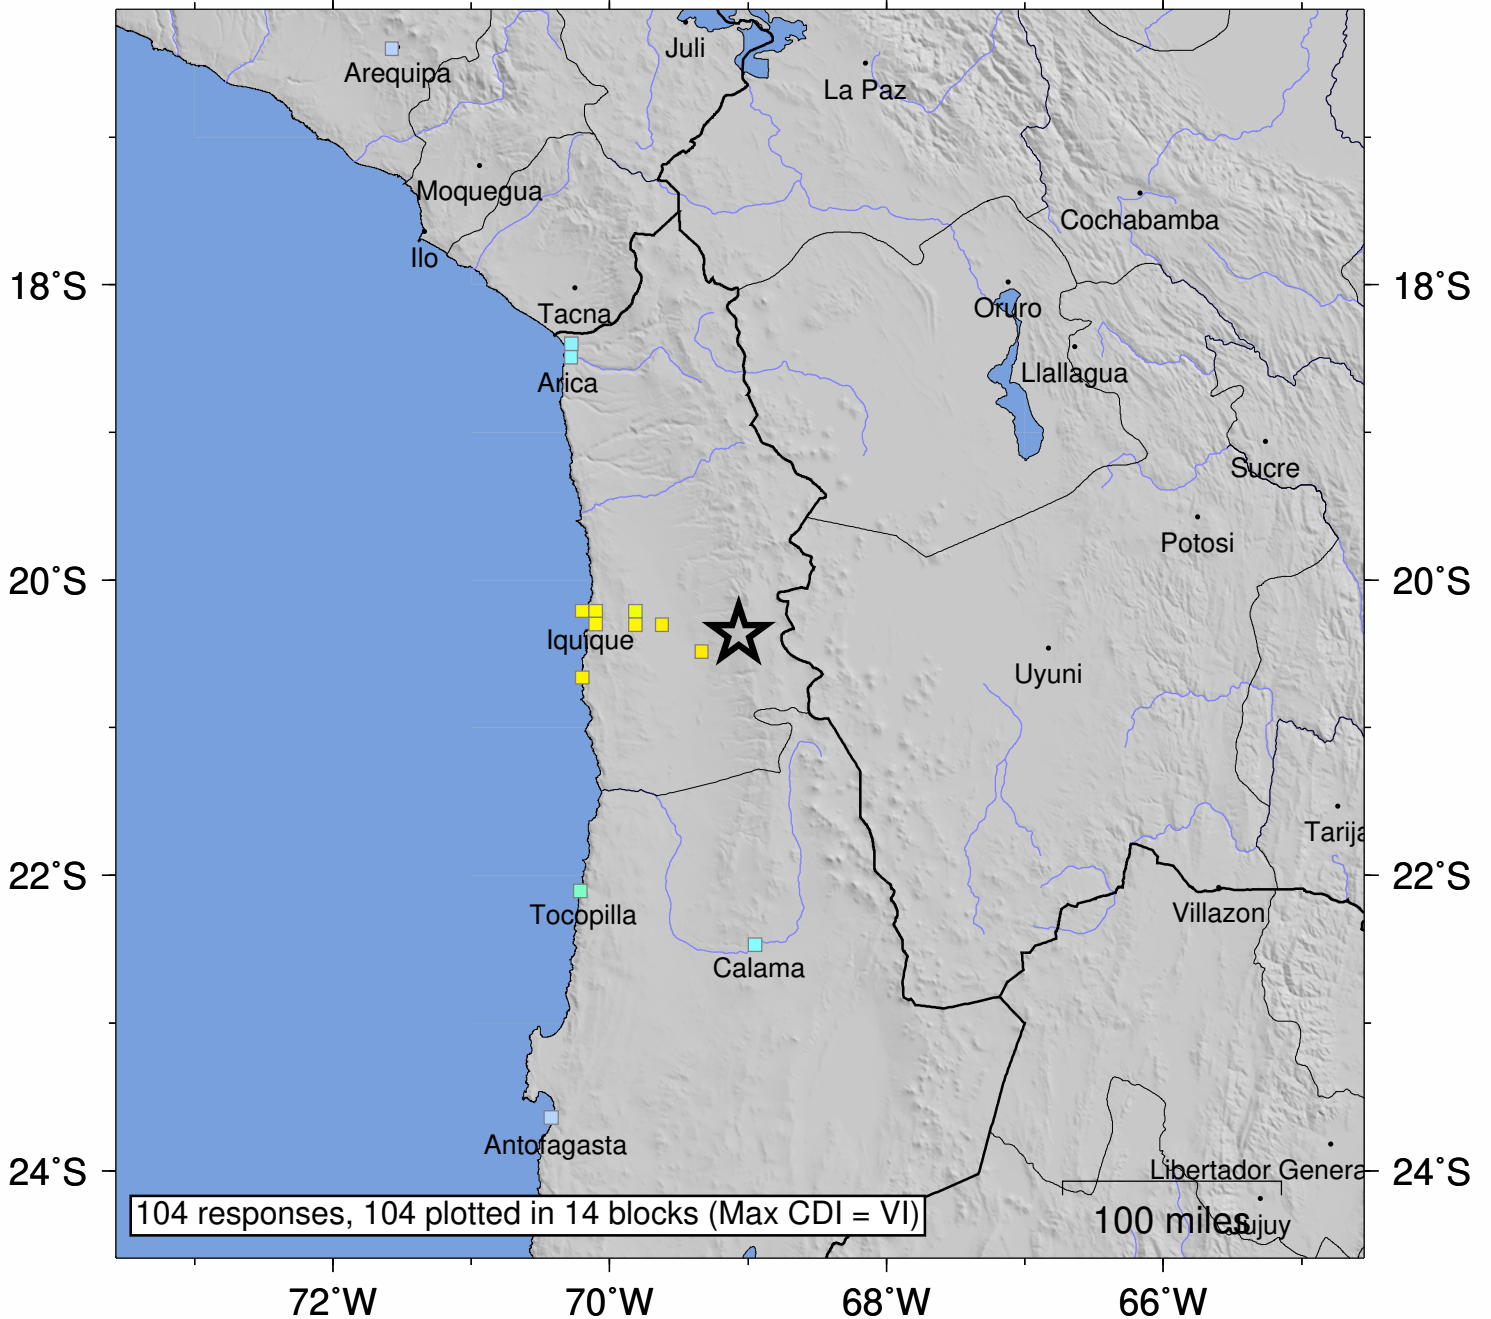 Juli
Arequipa
La Paz
Moquegua
Cochabamba
Ilo
18°S
18°S
Tacna
Oruro
Arica
Llallagua
Sucre
Potosi
20°S
20°S
Iquique
Uyuni
Tarija
22°S
22°S
Tocopilla
Villazon
Calama
Antofagasta
24°S
Libertador Genera
24°S
104 responses, 104 plotted in 14 blocks (Max CDI = VI)
100 miles
Jujuy
72°W
70°W
68°W
66°W